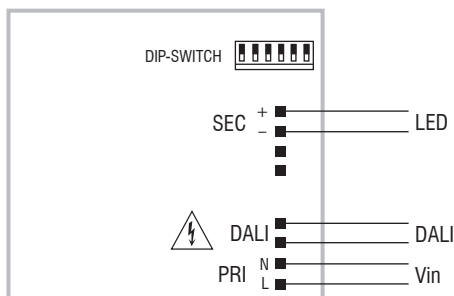 DIP-SWITCH
SEC + LED
−
DALI DALI
PRI N Vin
L